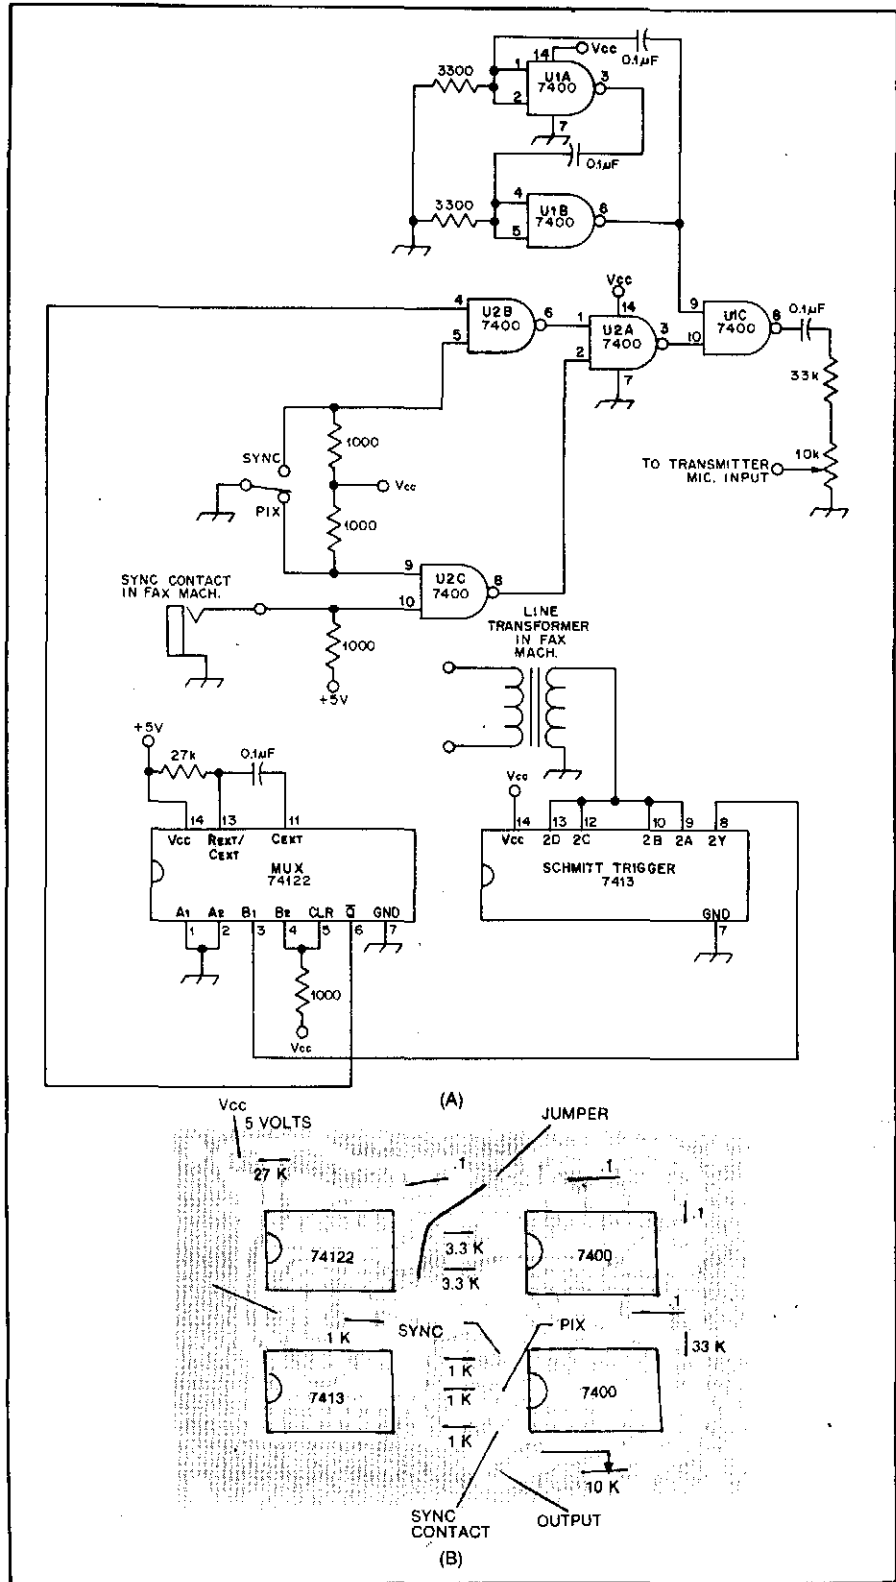 Vcc
14
0.1µF
3300
1
U1A
7400
3
2
7
0.1µF
3300
4
U1B
7400
6
5
Vcc
4
U2B
7400
6
14
9
0.1µF
5
1
U2A
7400
3
U1C
7400
8
2
10
7
33k
1000
SYNC
Vcc
10k
TO TRANSMITTER
MIC. INPUT
PIX
1000
SYNC CONTACT
IN FAX MACH.
9
U2C
7400
8
10
LINE
TRANSFORMER
IN FAX
MACH.
1000
+5V
+5V
27k
0.1µF
Vcc
14 13 11
14 13 12 10 9 8
Vcc REXT/ CEXT CEXT
Vcc 2D 2C 2B 2A 2Y
MUX
74122
SCHMITT TRIGGER
7413
A1 A2 B1 B2 CLR Q̅ GND
GND
1 2 3 4 5 6 7
7
1000
Vcc
(A)
Vcc
5 VOLTS
JUMPER
27 K
.1
.1
.1
74122
3.3 K
7400
3.3 K
.1
1 K
SYNC
PIX
33 K
1 K
7413
1 K
7400
1 K
10 K
SYNC
CONTACT
OUTPUT
(B)